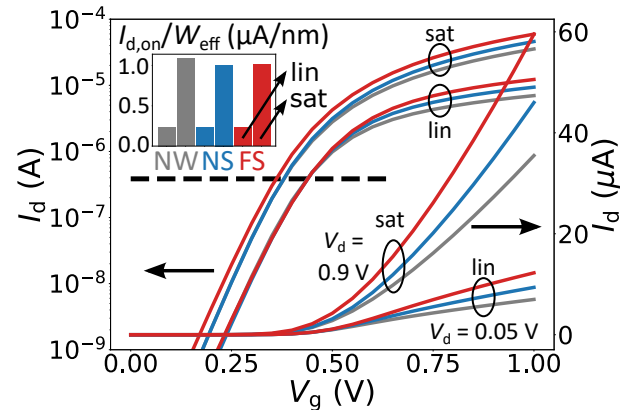 I_d,on/W_eff (μA/nm)
1.0
0.5
0.0
NW NS FS
lin
sat
sat
lin
sat
V_d =
0.9 V
lin
V_d = 0.05 V
10⁻⁴
10⁻⁵
10⁻⁶
10⁻⁷
10⁻⁸
10⁻⁹
I_d (A)
60
40
20
0
I_d (μA)
0.00 0.25 0.50 0.75 1.00
V_g (V)